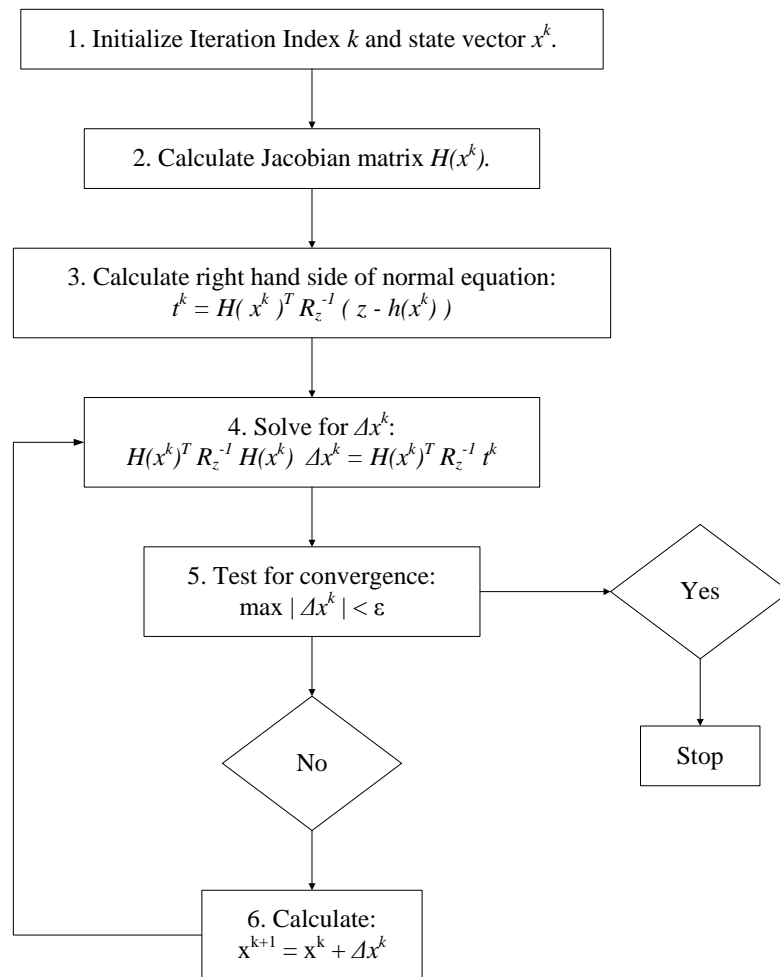 1. Initialize Iteration Index k and state vector x^k.
2. Calculate Jacobian matrix H(x^k).
3. Calculate right hand side of normal equation:
t^k = H( x^k )^T R_z^-1 ( z - h(x^k) )
4. Solve for Δx^k:
H(x^k)^T R_z^-1 H(x^k) Δx^k = H(x^k)^T R_z^-1 t^k
5. Test for convergence:
max | Δx^k | < ε
Yes
No
Stop
6. Calculate:
x^k+1 = x^k + Δx^k